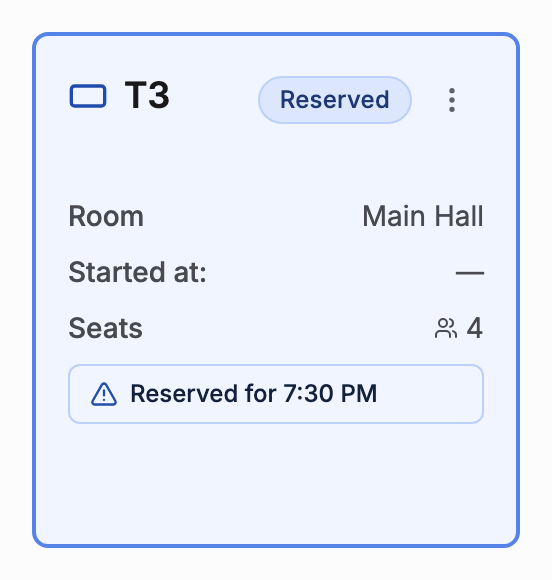 T3 Reserved
Room Main Hall
Started at: —
Seats 4
Reserved for 7:30 PM